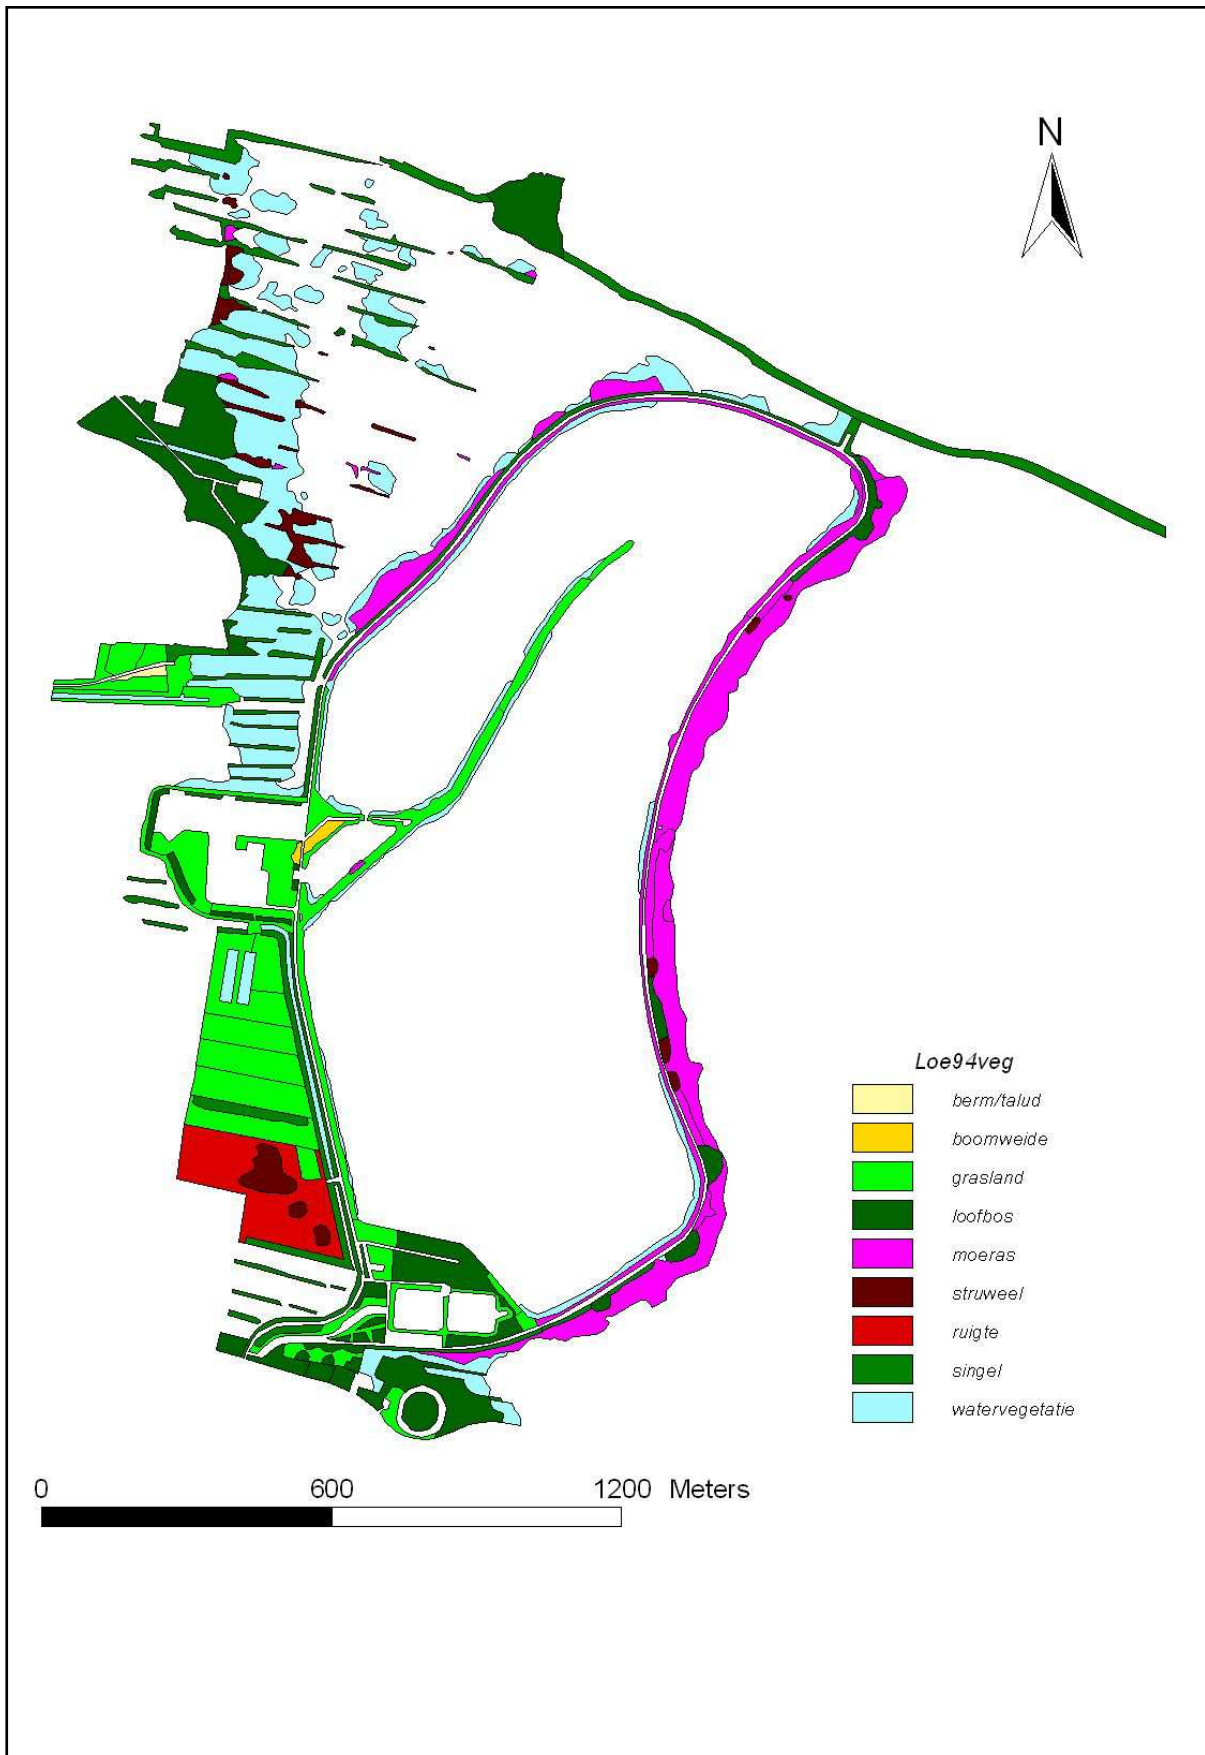 N
Loe94veg
berm/talud
boomweide
grasland
loofbos
moeras
struweel
ruigte
singel
watervegetatie
0 600 1200 Meters